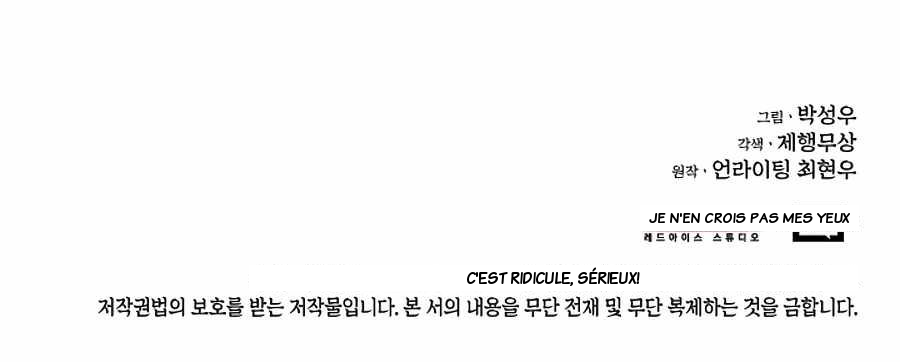 그림 · 박성우
각색 · 제행무상
원작 · 언라이팅 최현우
JE N'EN CROIS PAS MES YEUX
레드아이스 스튜디오
C'EST RIDICULE, SÉRIEUX!
저작권법의 보호를 받는 저작물입니다. 본 서의 내용을 무단 전재 및 무단 복제하는 것을 금합니다.